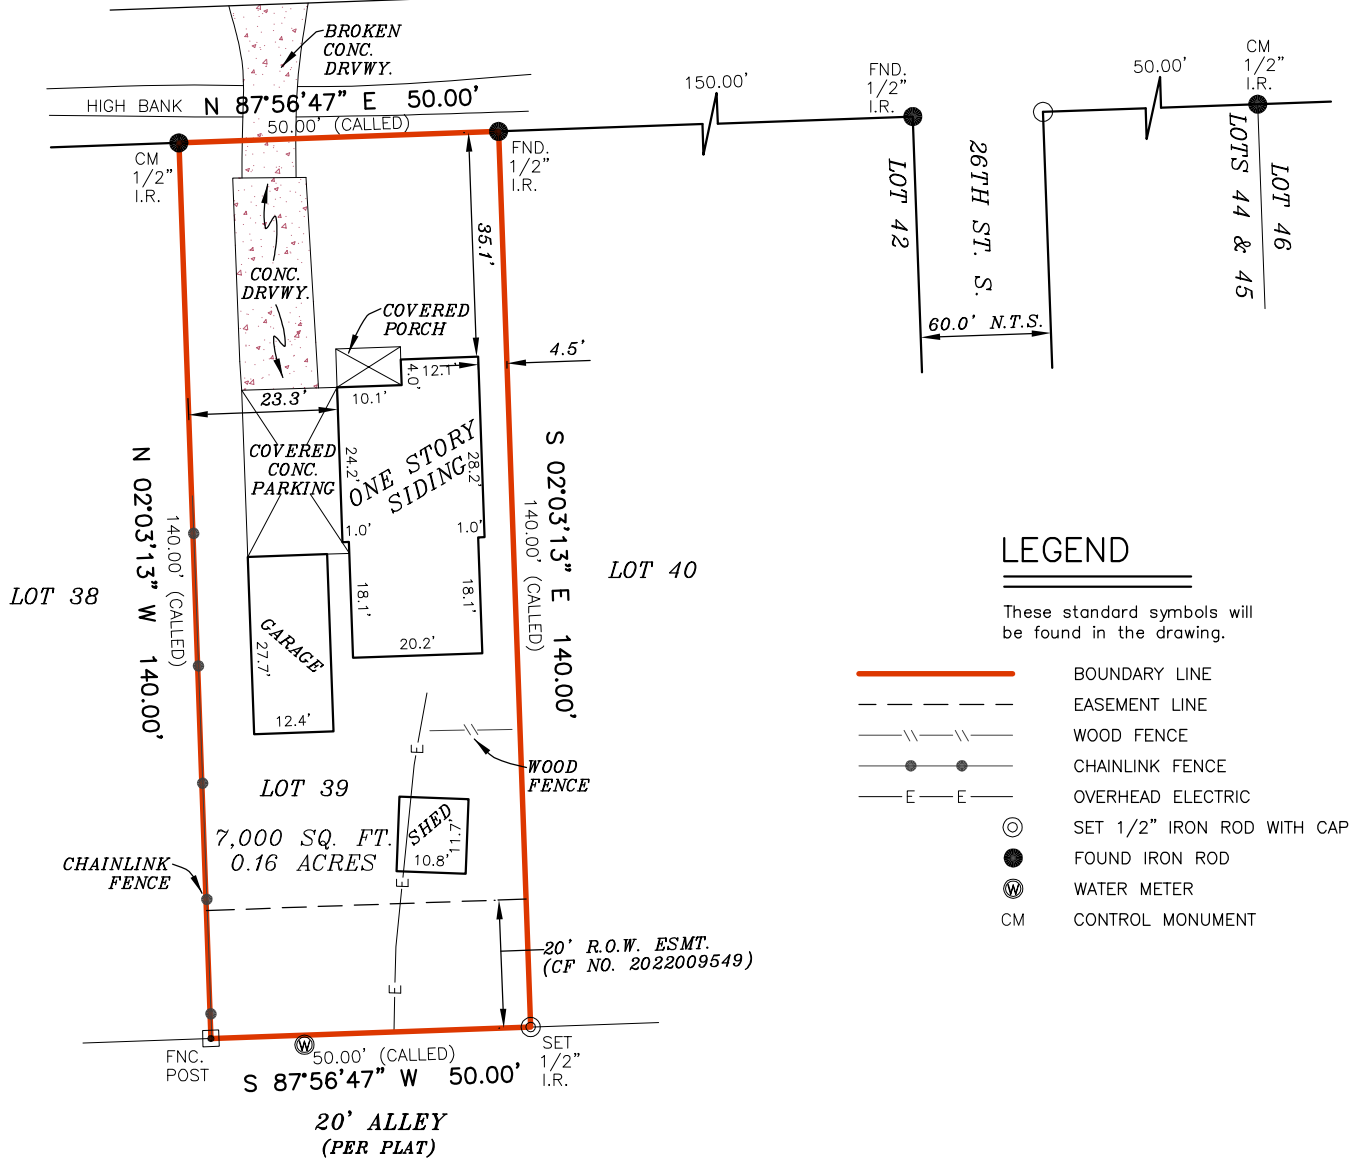 BROKEN
CONC.
DRVWY.
HIGH BANK
N 87°56'47" E 50.00'
50.00' (CALLED)
CM
1/2"
I.R.
FND.
1/2"
I.R.
150.00'
FND.
1/2"
I.R.
50.00'
CM
1/2"
I.R.
LOT 42
26TH ST. S.
LOTS 44 & 45
LOT 46
60.0' N.T.S.
35.1'
CONC.
DRVWY.
COVERED
PORCH
4.5'
4.0'
12.1'
10.1'
23.3'
COVERED
CONC.
PARKING
24.2'
ONE STORY
SIDING
28.2'
1.0'
1.0'
18.1'
18.1'
20.2'
N 02°03'13" W 140.00'
140.00' (CALLED)
S 02°03'13" E 140.00'
140.00' (CALLED)
LOT 38
LOT 40
GARAGE
27.7'
12.4'
E
WOOD
FENCE
LOT 39
7,000 SQ. FT.
0.16 ACRES
SHED
11.7'
10.8'
E
CHAINLINK
FENCE
20' R.O.W. ESMT.
(CF NO. 2022009549)
E
FNC.
POST
W
50.00' (CALLED)
S 87°56'47" W 50.00'
SET
1/2"
I.R.
20' ALLEY
(PER PLAT)
LEGEND
These standard symbols will
be found in the drawing.
BOUNDARY LINE
EASEMENT LINE
WOOD FENCE
CHAINLINK FENCE
E E OVERHEAD ELECTRIC
SET 1/2" IRON ROD WITH CAP
FOUND IRON ROD
W WATER METER
CM CONTROL MONUMENT